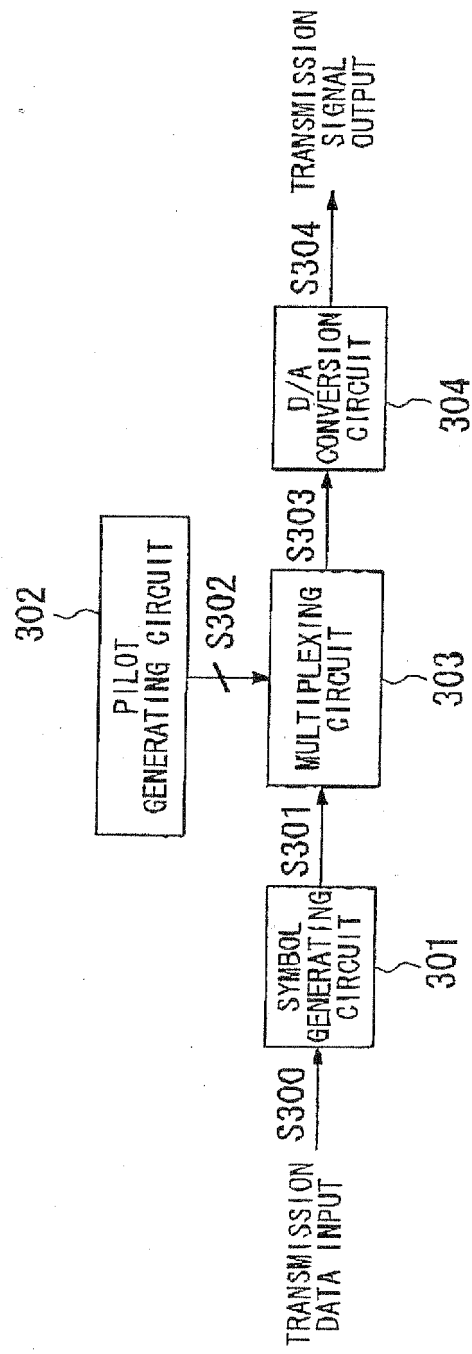 302
PILOT
GENERATING CIRCUIT
S302
TRANSMISSION
DATA INPUT
S300
SYMBOL
GENERATING
CIRCUIT
301
S301
MULTIPLEXING
CIRCUIT
303
S303
D/A
CONVERSION
CIRCUIT
304
S304
TRANSMISSION
SIGNAL
OUTPUT